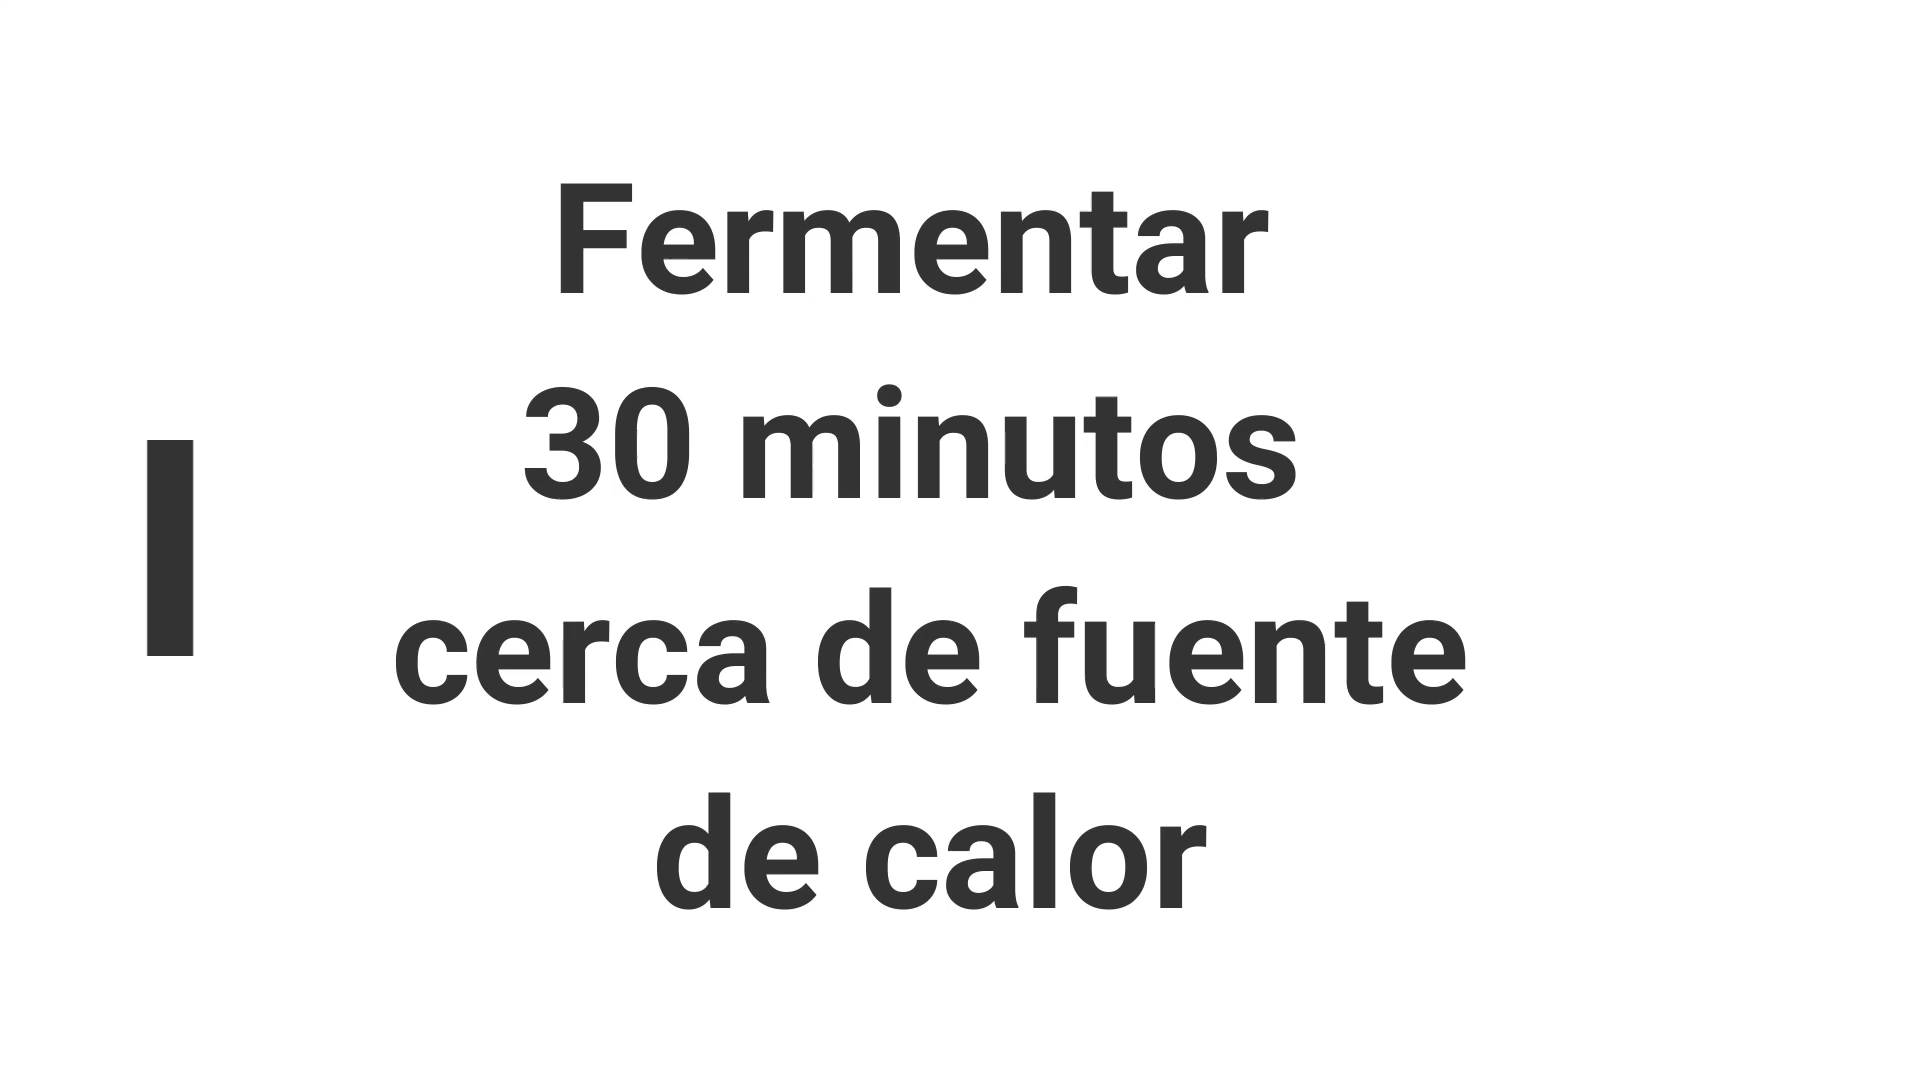 I
Fermentar
30 minutos
cerca de fuente
de calor